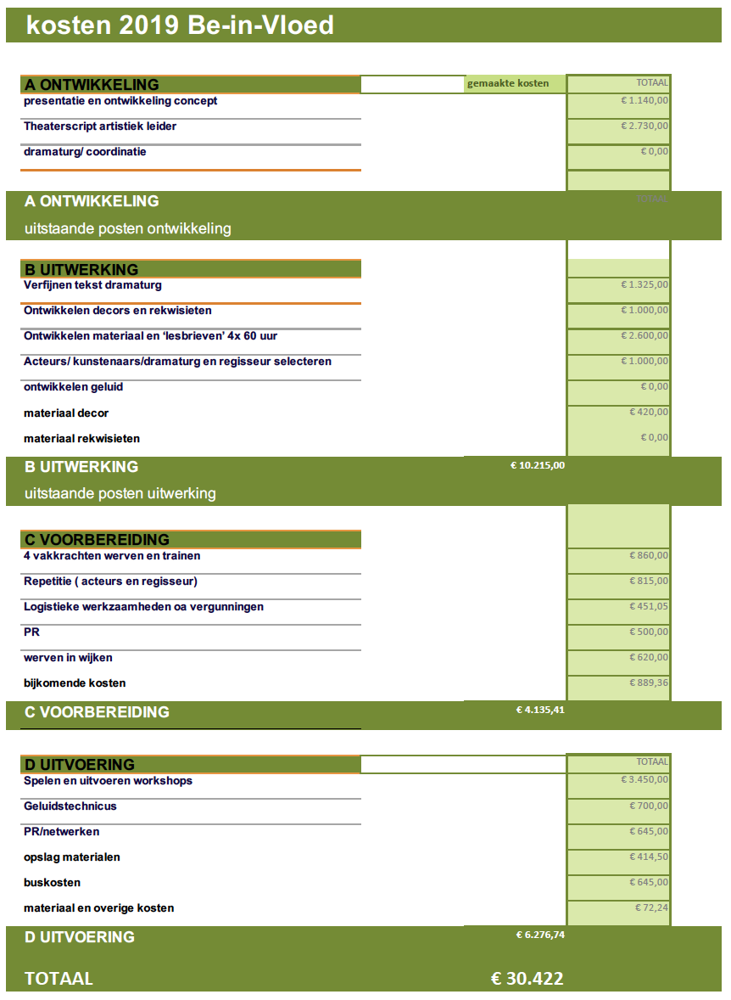 kosten 2019 Be-in-Vloed
A ONTWIKKELING gemaakte kosten TOTAAL
presentatie en ontwikkeling concept € 1.140,00
Theaterscript artistiek leider € 2.730,00
dramaturg/ coordinatie € 0,00
A ONTWIKKELING TOTAAL
uitstaande posten ontwikkeling
B UITWERKING
Verfijnen tekst dramaturg € 1.325,00
Ontwikkelen decors en rekwisieten € 1.000,00
Ontwikkelen materiaal en ‘lesbrieven’ 4x 60 uur € 2.600,00
Acteurs/ kunstenaars/dramaturg en regisseur selecteren € 1.000,00
ontwikkelen geluid € 0,00
materiaal decor € 420,00
materiaal rekwisieten € 0,00
B UITWERKING € 10.215,00
uitstaande posten uitwerking
C VOORBEREIDING
4 vakkrachten werven en trainen € 860,00
Repetitie ( acteurs en regisseur) € 815,00
Logistieke werkzaamheden oa vergunningen € 451,05
PR € 500,00
werven in wijken € 620,00
bijkomende kosten € 889,36
C VOORBEREIDING € 4.135,41
D UITVOERING TOTAAL
Spelen en uitvoeren workshops € 3.450,00
Geluidstechnicus € 700,00
PR/netwerken € 645,00
opslag materialen € 414,50
buskosten € 645,00
materiaal en overige kosten € 72,24
D UITVOERING € 6.276,74
TOTAAL € 30.422